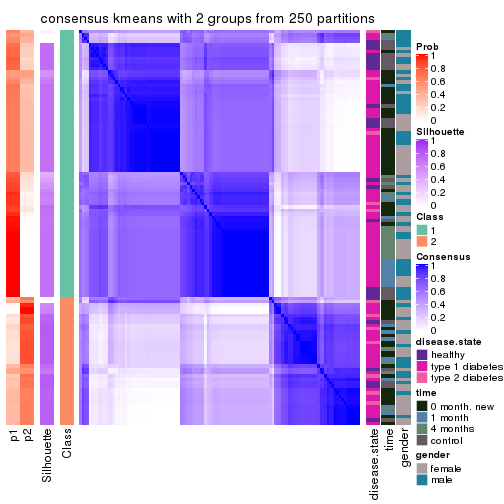 consensus kmeans with 2 groups from 250 partitions
p1
p2
Silhouette
Class
disease.state
time
gender
Prob
1
0.8
0.6
0.4
0.2
0
Silhouette
1
0.8
0.6
0.4
0.2
0
Class
1
2
Consensus
1
0.8
0.6
0.4
0.2
0
disease.state
healthy
type 1 diabetes
type 2 diabetes
time
0 month. new
1 month
4 months
control
gender
female
male